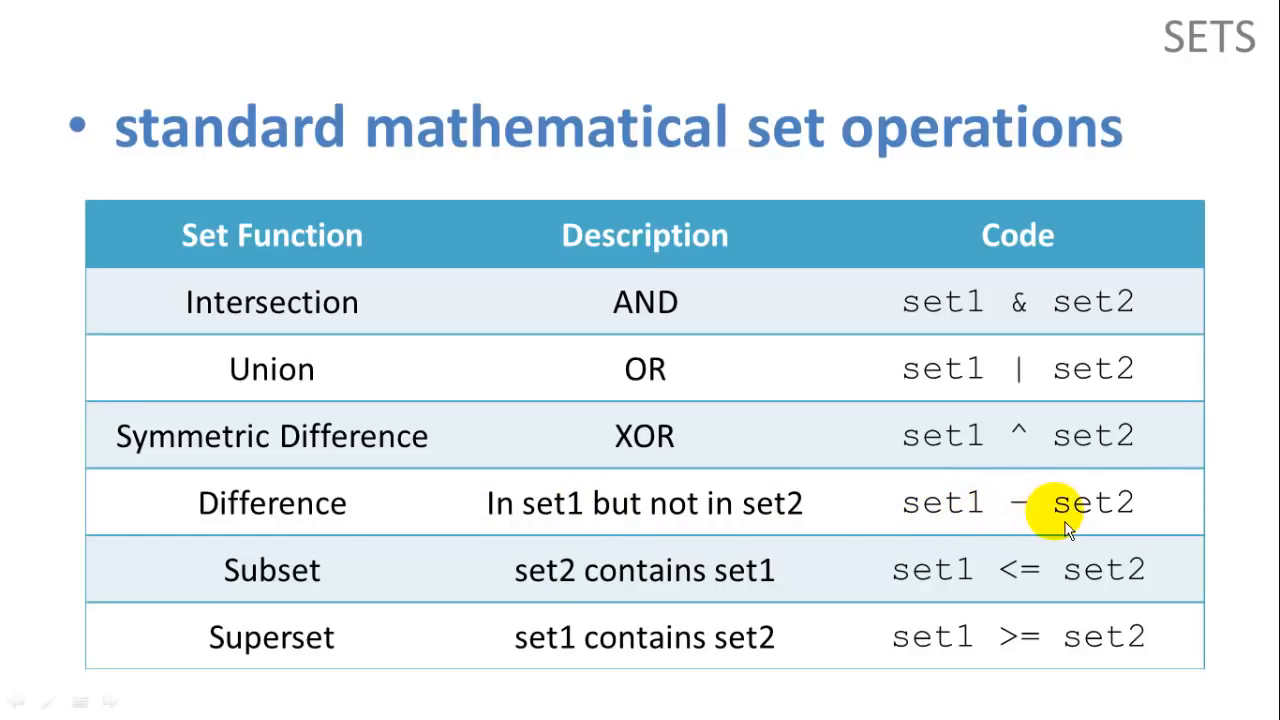 SETS
• standard mathematical set operations
Set Function Description Code
Intersection AND set1 & set2
Union OR set1 | set2
Symmetric Difference XOR set1 ^ set2
Difference In set1 but not in set2 set1 - set2
Subset set2 contains set1 set1 <= set2
Superset set1 contains set2 set1 >= set2